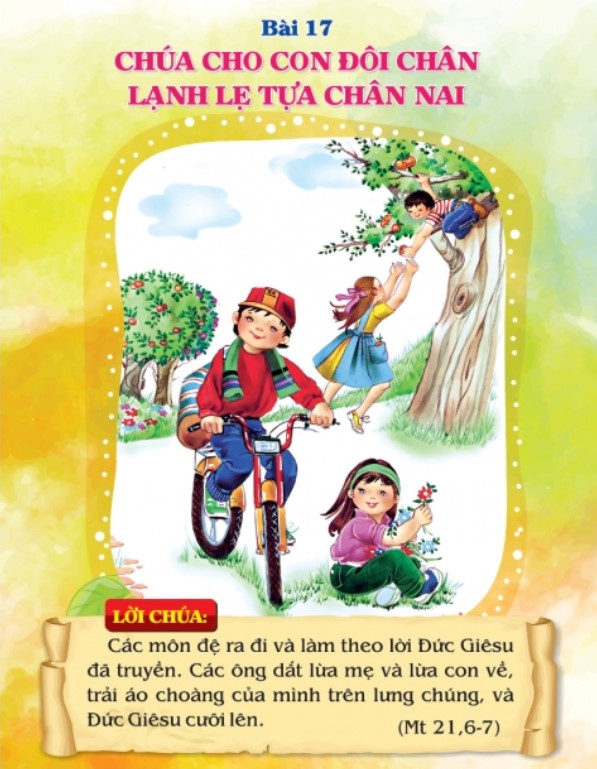 Bài 17
CHÚA CHO CON ĐÔI CHÂN
LẠNH LẸ TỰA CHÂN NAI
LỜI CHÚA:
Các môn đệ ra đi và làm theo lời Đức Giêsu
đã truyền. Các ông dắt lừa mẹ và lừa con về,
trải áo choàng của mình trên lưng chúng, và
Đức Giêsu cưỡi lên.
(Mt 21,6-7)